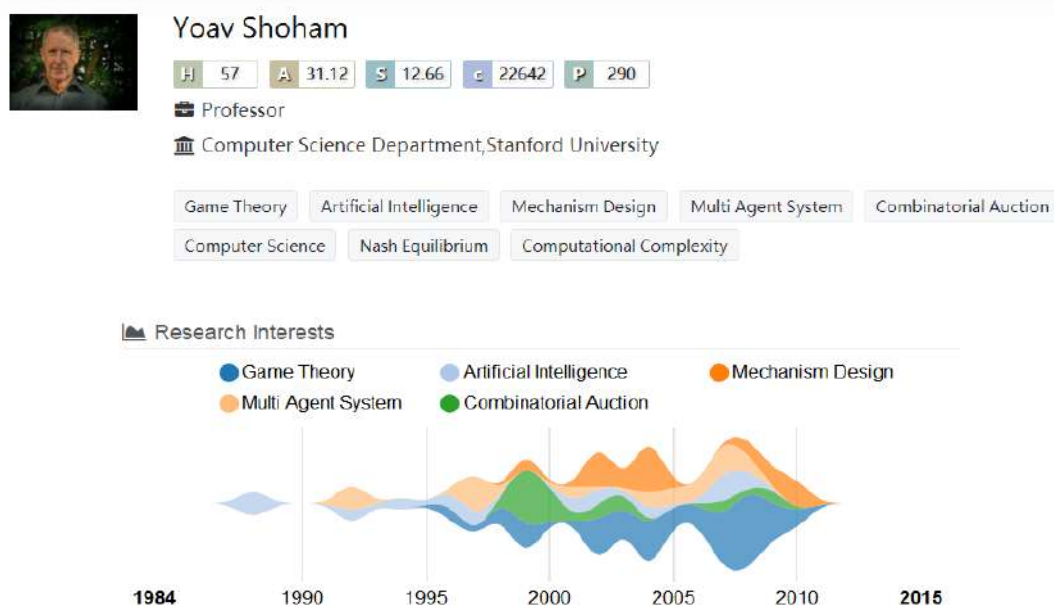 Yoav Shoham
H 57 A 31.12 S 12.66 c 22642 P 290
Professor
Computer Science Department,Stanford University
Game Theory Artificial Intelligence Mechanism Design Multi Agent System Combinatorial Auction
Computer Science Nash Equilibrium Computational Complexity
Research Interests
Game Theory Artificial Intelligence Mechanism Design
Multi Agent System Combinatorial Auction
1984 1990 1995 2000 2005 2010 2015